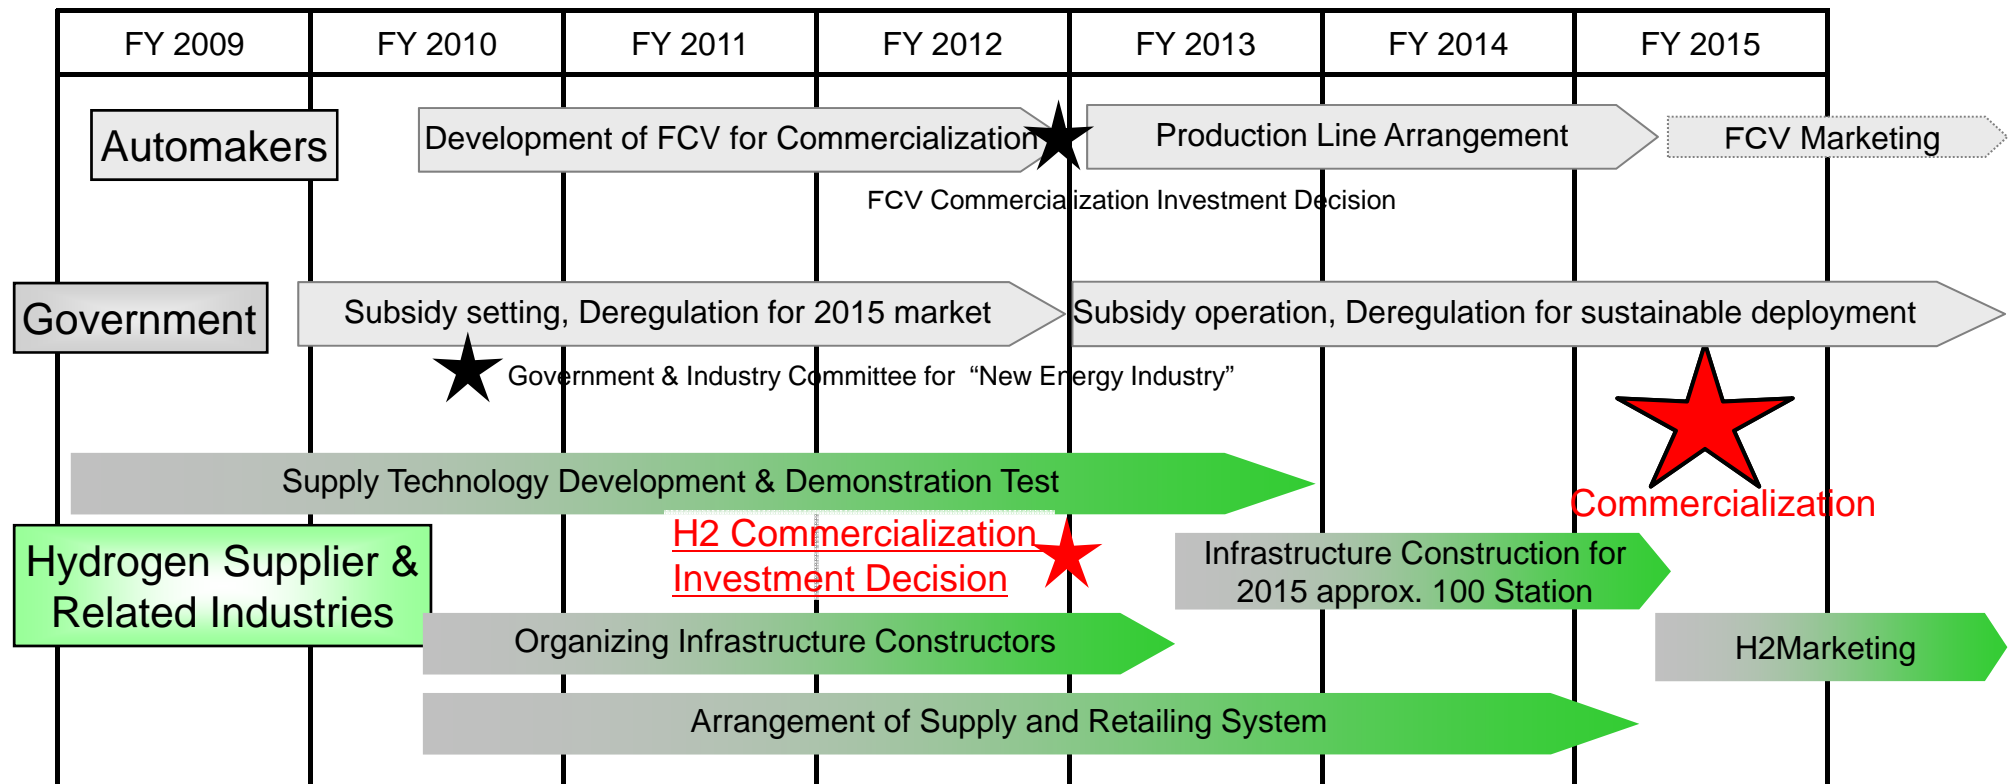 FY 2009
FY 2010
FY 2011
FY 2012
FY 2013
FY 2014
FY 2015
Automakers
Development of FCV for Commercialization
Production Line Arrangement
FCV Marketing
FCV Commercialization Investment Decision
Government
Subsidy setting, Deregulation for 2015 market
Subsidy operation, Deregulation for sustainable deployment
Government & Industry Committee for “New Energy Industry”
Supply Technology Development & Demonstration Test
Commercialization
H2 Commercialization
Investment Decision
Hydrogen Supplier &
Related Industries
Infrastructure Construction for
2015 approx. 100 Station
Organizing Infrastructure Constructors
H2Marketing
Arrangement of Supply and Retailing System